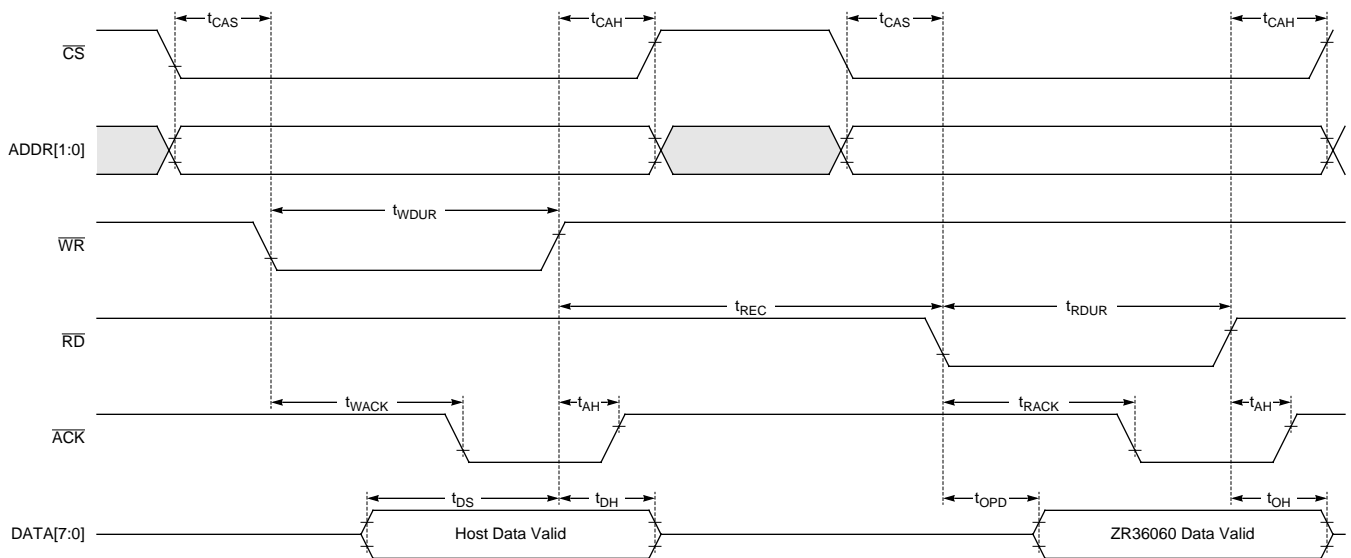 tCAS tCAH tCAS tCAH
CS
ADDR[1:0]
tWDUR
WR
tREC tRDUR
RD
tWACK tAH tRACK tAH
ACK
tDS tDH tOPD tOH
DATA[7:0] Host Data Valid ZR36060 Data Valid